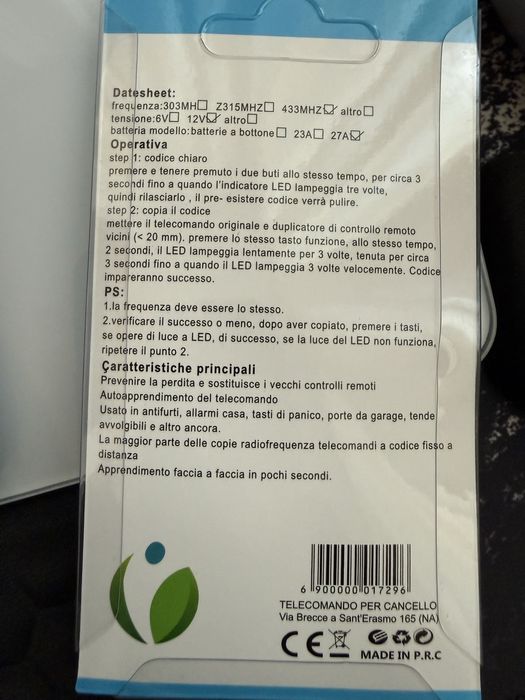 Datesheet:
frequenza:303MH☐ Z315MHZ☐ 433MHZ☑ altro☐
tensione:6V☐ 12V☑ altro☐
batteria modello:batterie a bottone☐ 23A☐ 27A☑
Operativa
step 1: codice chiaro
premere e tenere premuto i due buti allo stesso tempo, per circa 3
secondi fino a quando l'indicatore LED lampeggia tre volte,
quindi rilasciarlo , il pre- esistere codice verrà pulire.
step 2: copia il codice
mettere il telecomando originale e duplicatore di controllo remoto
vicini (< 20 mm). premere lo stesso tasto funzione, allo stesso tempo,
2 secondi, il LED lampeggia lentamente per 3 volte, tenuta per circa
3 secondi fino a quando il LED lampeggia 3 volte velocemente. Codice
impareranno successo.
PS:
1.la frequenza deve essere lo stesso.
2.verificare il successo o meno, dopo aver copiato, premere i tasti,
se opere di luce a LED, di successo, se la luce del LED non funziona,
ripetere il punto 2.
Çaratteristiche principali
Prevenire la perdita e sostituisce i vecchi controlli remoti
Autoapprendimento del telecomando
Usato in antifurti, allarmi casa, tasti di panico, porte da garage, tende
avvolgibili e altro ancora.
La maggior parte delle copie radiofrequenza telecomandi a codice fisso a
distanza
Apprendimento faccia a faccia in pochi secondi.
6 900000 017296
TELECOMANDO PER CANCELLO
Via Brecce a Sant'Erasmo 165 (NA)
CE
MADE IN P.R.C